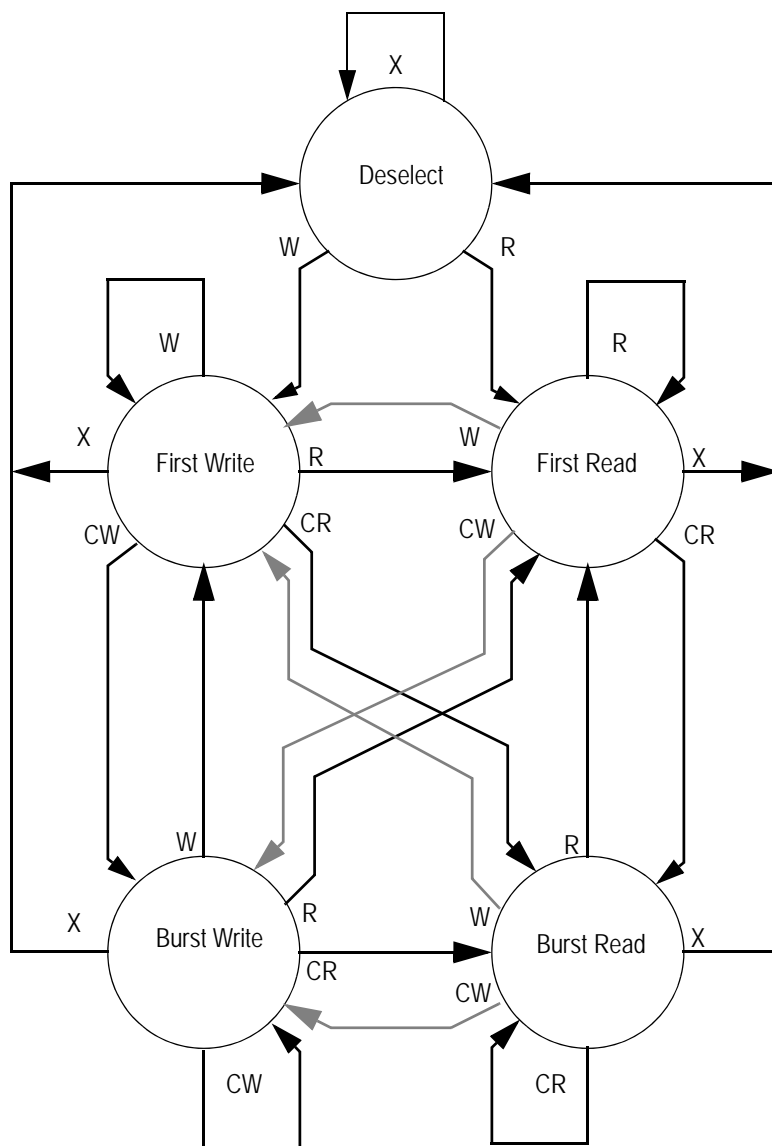 X
Deselect
W
R
W
R
X
W
First Write
R
First Read
X
CW
CR
CW
CR
W
R
X
R
W
Burst Write
Burst Read
X
CR
CW
CW
CR